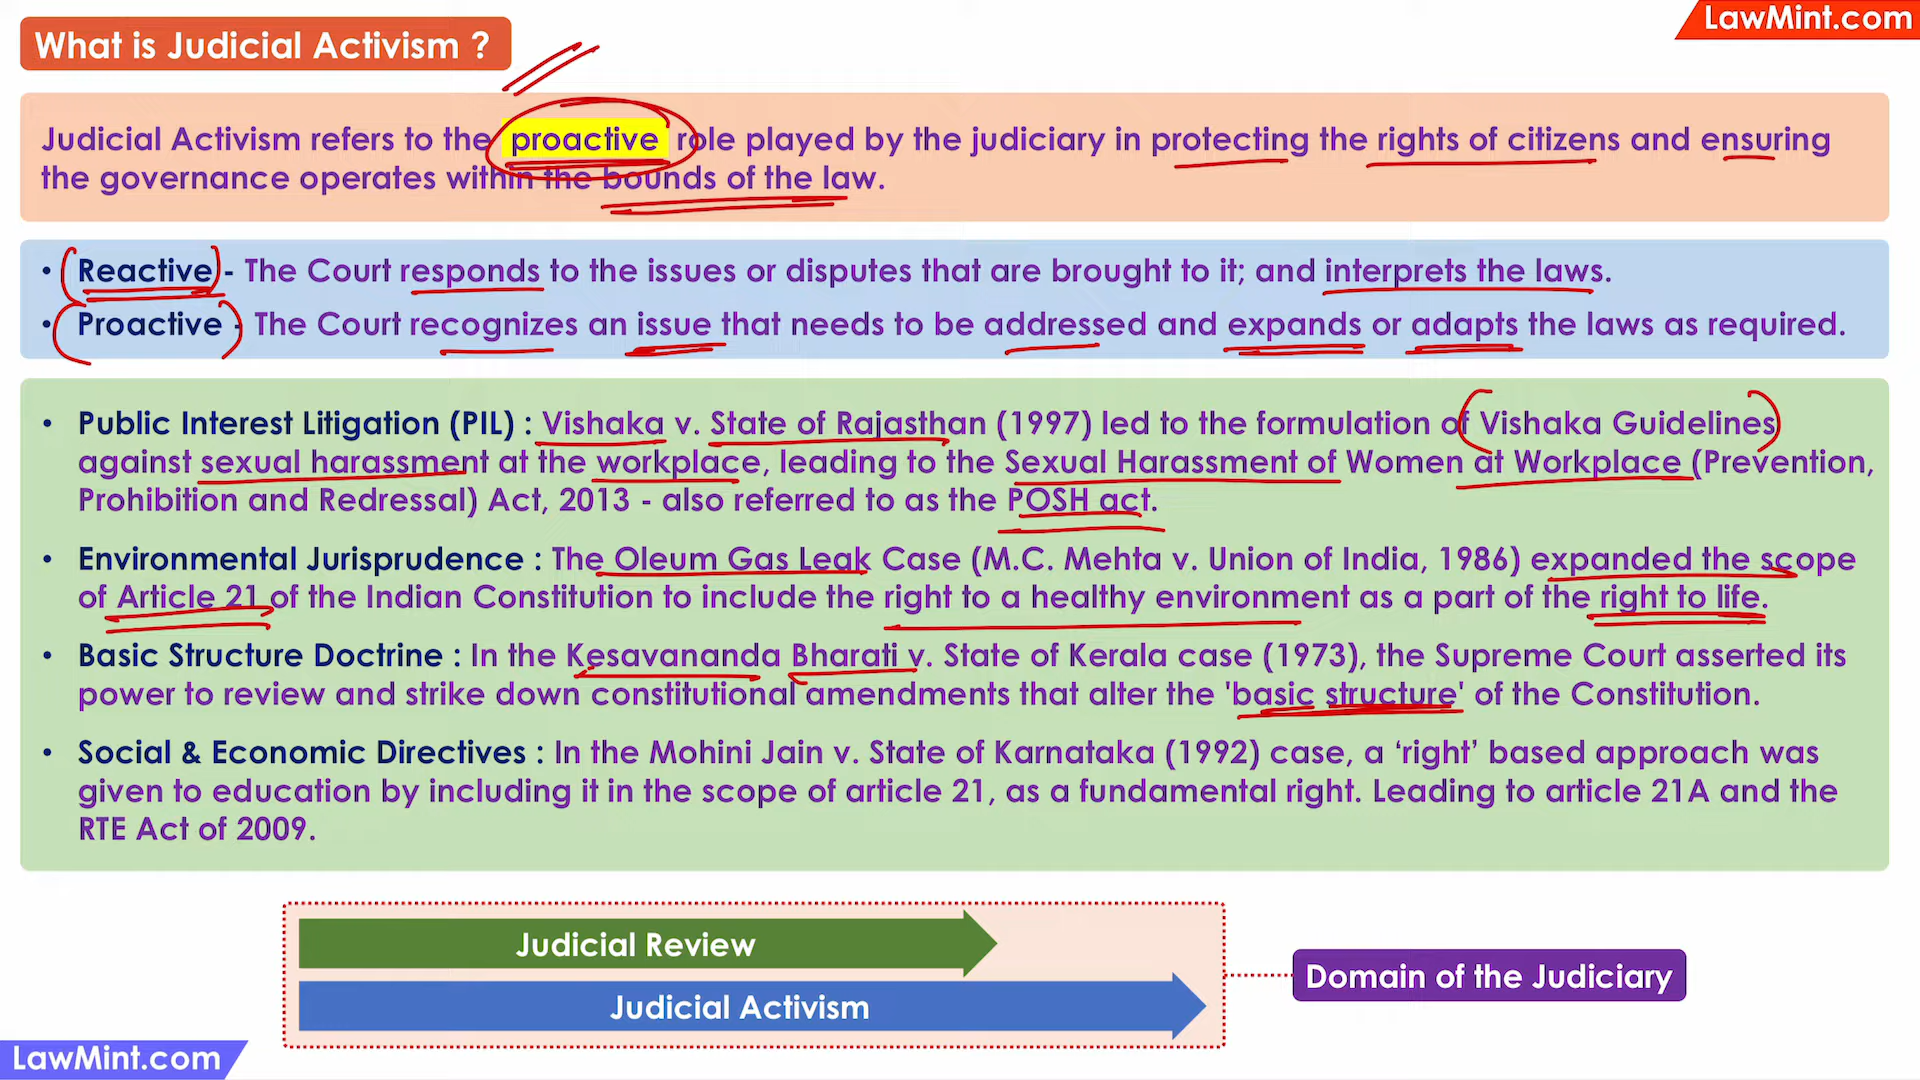 LawMint.com
What is Judicial Activism ?
Judicial Activism refers to the proactive role played by the judiciary in protecting the rights of citizens and ensuring
the governance operates within the bounds of the law.
• Reactive - The Court responds to the issues or disputes that are brought to it; and interprets the laws.
• Proactive - The Court recognizes an issue that needs to be addressed and expands or adapts the laws as required.
• Public Interest Litigation (PIL) : Vishaka v. State of Rajasthan (1997) led to the formulation of Vishaka Guidelines
against sexual harassment at the workplace, leading to the Sexual Harassment of Women at Workplace (Prevention,
Prohibition and Redressal) Act, 2013 - also referred to as the POSH act.
• Environmental Jurisprudence : The Oleum Gas Leak Case (M.C. Mehta v. Union of India, 1986) expanded the scope
of Article 21 of the Indian Constitution to include the right to a healthy environment as a part of the right to life.
• Basic Structure Doctrine : In the Kesavananda Bharati v. State of Kerala case (1973), the Supreme Court asserted its
power to review and strike down constitutional amendments that alter the 'basic structure' of the Constitution.
• Social & Economic Directives : In the Mohini Jain v. State of Karnataka (1992) case, a ‘right’ based approach was
given to education by including it in the scope of article 21, as a fundamental right. Leading to article 21A and the
RTE Act of 2009.
Judicial Review
Judicial Activism
Domain of the Judiciary
LawMint.com